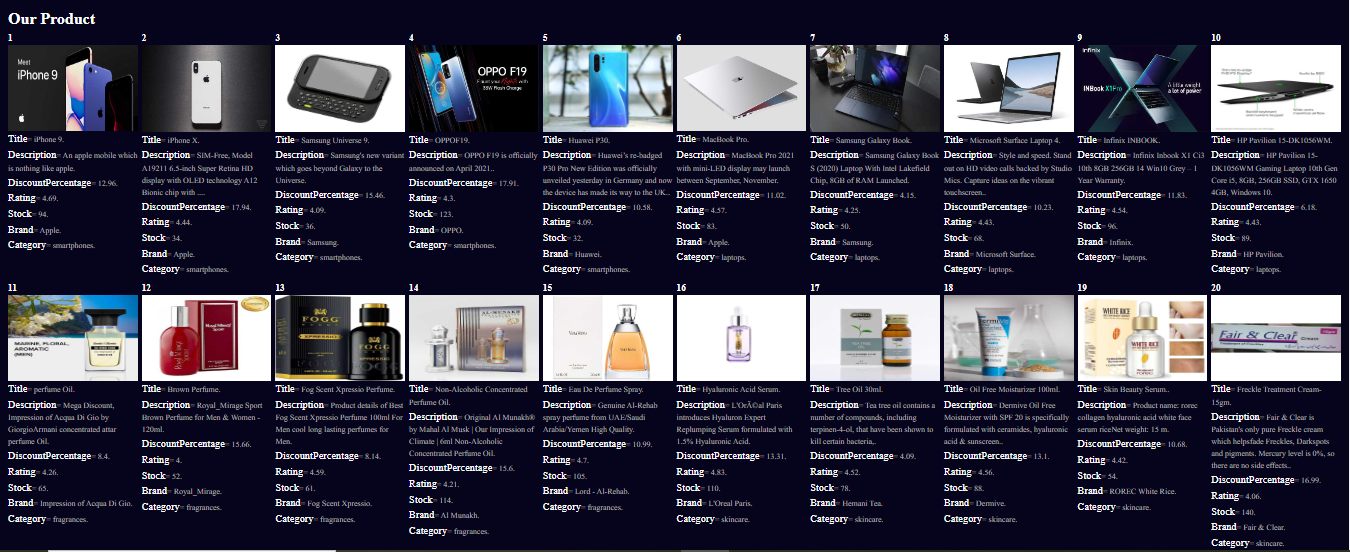 Our Product
1
Meet
iPhone 9
Title= iPhone 9.
Description= An apple mobile which
is nothing like apple.
DiscountPercentage= 12.96.
Rating= 4.69.
Stock= 94.
Brand= Apple.
Category= smartphones.
2
Title= iPhone X.
Description= SIM-Free, Model
A19211 6.5-inch Super Retina HD
display with OLED technology A12
Bionic chip with ....
DiscountPercentage= 17.94.
Rating= 4.44.
Stock= 34.
Brand= Apple.
Category= smartphones.
3
Title= Samsung Universe 9.
Description= Samsung's new variant
which goes beyond Galaxy to the
Universe.
DiscountPercentage= 15.46.
Rating= 4.09.
Stock= 36.
Brand= Samsung.
Category= smartphones.
4
OPPO F19
Flaunt your Nights with
33W Flash Charge
Title= OPPOF19.
Description= OPPO F19 is officially
announced on April 2021..
DiscountPercentage= 17.91.
Rating= 4.3.
Stock= 123.
Brand= OPPO.
Category= smartphones.
5
Title= Huawei P30.
Description= Huawei's re-badged
P30 Pro New Edition was officially
unveiled yesterday in Germany and now
the device has made its way to the UK..
DiscountPercentage= 10.58.
Rating= 4.09.
Stock= 32.
Brand= Huawei.
Category= smartphones.
6
Title= MacBook Pro.
Description= MacBook Pro 2021
with mini-LED display may launch
between September, November.
DiscountPercentage= 11.02.
Rating= 4.57.
Stock= 83.
Brand= Apple.
Category= laptops.
7
Title= Samsung Galaxy Book.
Description= Samsung Galaxy Book
S (2020) Laptop With Intel Lakefield
Chip, 8GB of RAM Launched.
DiscountPercentage= 4.15.
Rating= 4.25.
Stock= 50.
Brand= Samsung.
Category= laptops.
8
Title= Microsoft Surface Laptop 4.
Description= Style and speed. Stand
out on HD video calls backed by Studio
Mics. Capture ideas on the vibrant
touchscreen..
DiscountPercentage= 10.23.
Rating= 4.43.
Stock= 68.
Brand= Microsoft Surface.
Category= laptops.
9
Infinix
INBook X1Pro
A little weight
a lot of power
Title= Infinix INBOOK.
Description= Infinix Inbook X1 Ci3
10th 8GB 256GB 14 Win10 Grey – 1
Year Warranty.
DiscountPercentage= 11.83.
Rating= 4.54.
Stock= 96.
Brand= Infinix.
Category= laptops.
10
Title= HP Pavilion 15-DK1056WM.
Description= HP Pavilion 15-
DK1056WM Gaming Laptop 10th Gen
Core i5, 8GB, 256GB SSD, GTX 1650
4GB, Windows 10.
DiscountPercentage= 6.18.
Rating= 4.43.
Stock= 89.
Brand= HP Pavilion.
Category= laptops.
11
MARINE, FLORAL,
AROMATIC
(MEN)
Title= perfume Oil.
Description= Mega Discount,
Impression of Acqua Di Gio by
GiorgioArmani concentrated attar
perfume Oil.
DiscountPercentage= 8.4.
Rating= 4.26.
Stock= 65.
Brand= Impression of Acqua Di Gio.
Category= fragrances.
12
Title= Brown Perfume.
Description= Royal_Mirage Sport
Brown Perfume for Men & Women -
120ml.
DiscountPercentage= 15.66.
Rating= 4.
Stock= 52.
Brand= Royal_Mirage.
Category= fragrances.
13
FOGG
XPRESSIO
FOGG
Title= Fog Scent Xpressio Perfume.
Description= Product details of Best
Fog Scent Xpressio Perfume 100ml For
Men cool long lasting perfumes for
Men.
DiscountPercentage= 8.14.
Rating= 4.59.
Stock= 61.
Brand= Fog Scent Xpressio.
Category= fragrances.
14
AL-MUNAKH
Title= Non-Alcoholic Concentrated
Perfume Oil.
Description= Original Al Munakh®
by Mahal Al Musk | Our Impression of
Climate | 6ml Non-Alcoholic
Concentrated Perfume Oil.
DiscountPercentage= 15.6.
Rating= 4.21.
Stock= 114.
Brand= Al Munakh.
Category= fragrances.
15
Title= Eau De Perfume Spray.
Description= Genuine Al-Rehab
spray perfume from UAE/Saudi
Arabia/Yemen High Quality.
DiscountPercentage= 10.99.
Rating= 4.7.
Stock= 105.
Brand= Lord - Al-Rehab.
Category= fragrances.
16
Title= Hyaluronic Acid Serum.
Description= L'OrÃ©al Paris
introduces Hyaluron Expert
Replumping Serum formulated with
1.5% Hyaluronic Acid.
DiscountPercentage= 13.31.
Rating= 4.83.
Stock= 110.
Brand= L'Oreal Paris.
Category= skincare.
17
Title= Tree Oil 30ml.
Description= Tea tree oil contains a
number of compounds, including
terpinen-4-ol, that have been shown to
kill certain bacteria,.
DiscountPercentage= 4.09.
Rating= 4.52.
Stock= 78.
Brand= Hemani Tea.
Category= skincare.
18
Title= Oil Free Moisturizer 100ml.
Description= Dermive Oil Free
Moisturizer with SPF 20 is specifically
formulated with ceramides, hyaluronic
acid & sunscreen..
DiscountPercentage= 13.1.
Rating= 4.56.
Stock= 88.
Brand= Dermive.
Category= skincare.
19
WHITE RICE
WHITE RICE
Title= Skin Beauty Serum..
Description= Product name: rorec
collagen hyaluronic acid white face
serum riceNet weight: 15 m.
DiscountPercentage= 10.68.
Rating= 4.42.
Stock= 54.
Brand= ROREC White Rice.
Category= skincare.
20
Fair & Clear
Title= Freckle Treatment Cream-
15gm.
Description= Fair & Clear is
Pakistan's only pure Freckle cream
which helpsfade Freckles, Darkspots
and pigments. Mercury level is 0%, so
there are no side effects..
DiscountPercentage= 16.99.
Rating= 4.06.
Stock= 140.
Brand= Fair & Clear.
Category= skincare.